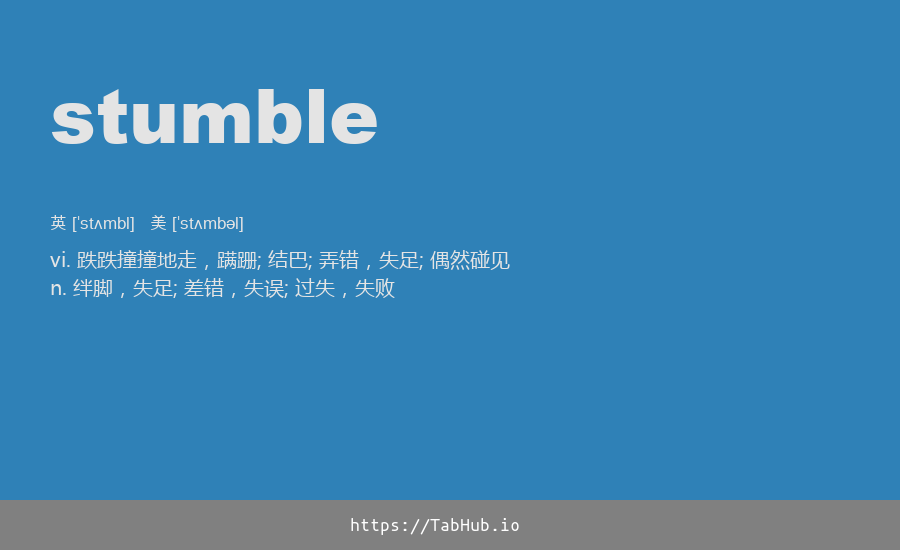 stumble
英 [ˈstʌmbl] 美 [ˈstʌmbəl]
vi. 跌跌撞撞地走，蹒跚; 结巴; 弄错，失足; 偶然碰见
n. 绊脚，失足; 差错，失误; 过失，失败
https://TabHub.io